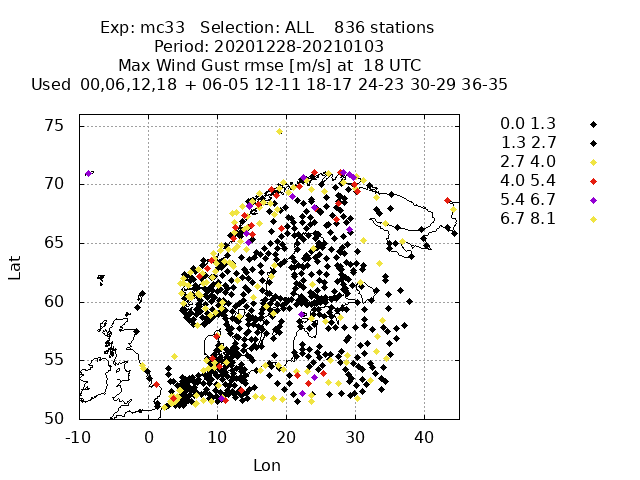 Exp: mc33 Selection: ALL 836 stations
Period: 20201228-20210103
Max Wind Gust rmse [m/s] at 18 UTC
Used 00,06,12,18 + 06-05 12-11 18-17 24-23 30-29 36-35
75
70
65
60
55
50
Lat
-10 0 10 20 30 40
Lon
0.0 1.3
1.3 2.7
2.7 4.0
4.0 5.4
5.4 6.7
6.7 8.1